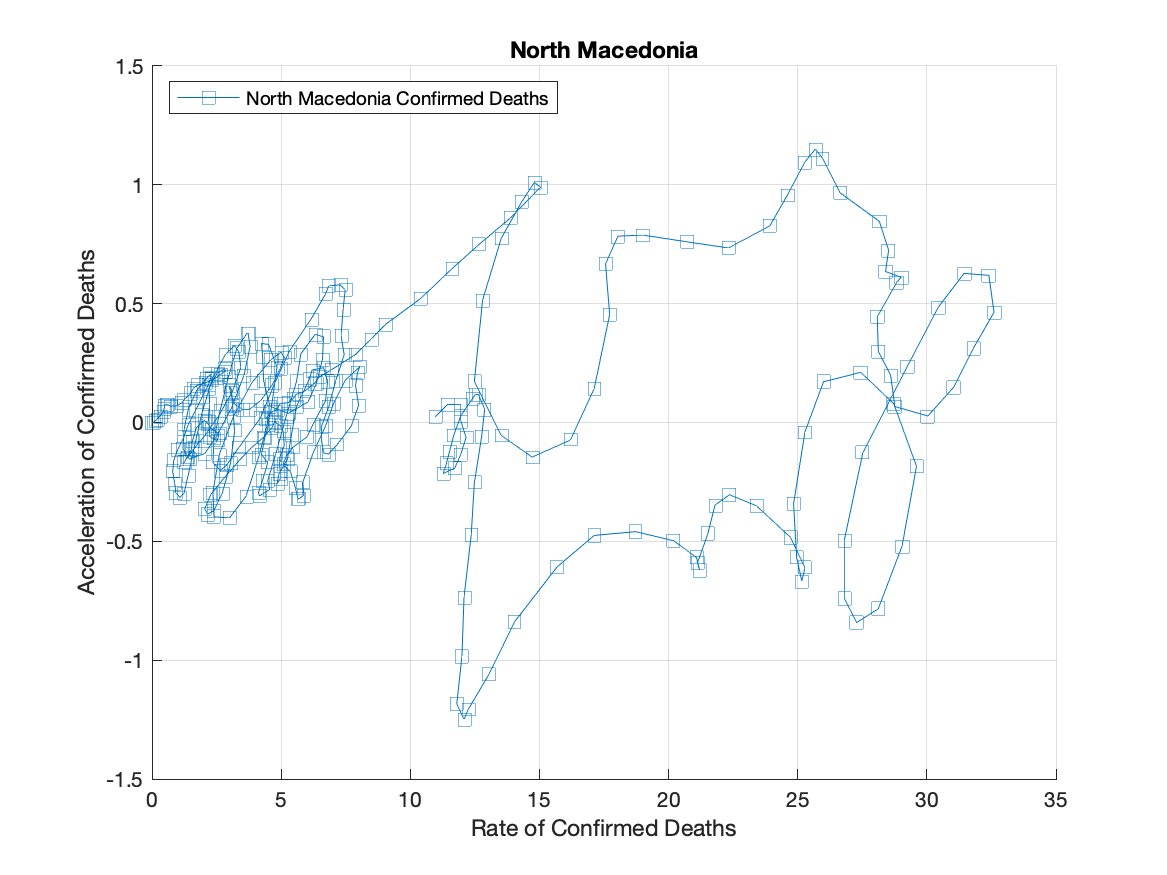 North Macedonia
North Macedonia Confirmed Deaths
1.5
1
0.5
0
-0.5
-1
-1.5
Acceleration of Confirmed Deaths
0 5 10 15 20 25 30 35
Rate of Confirmed Deaths